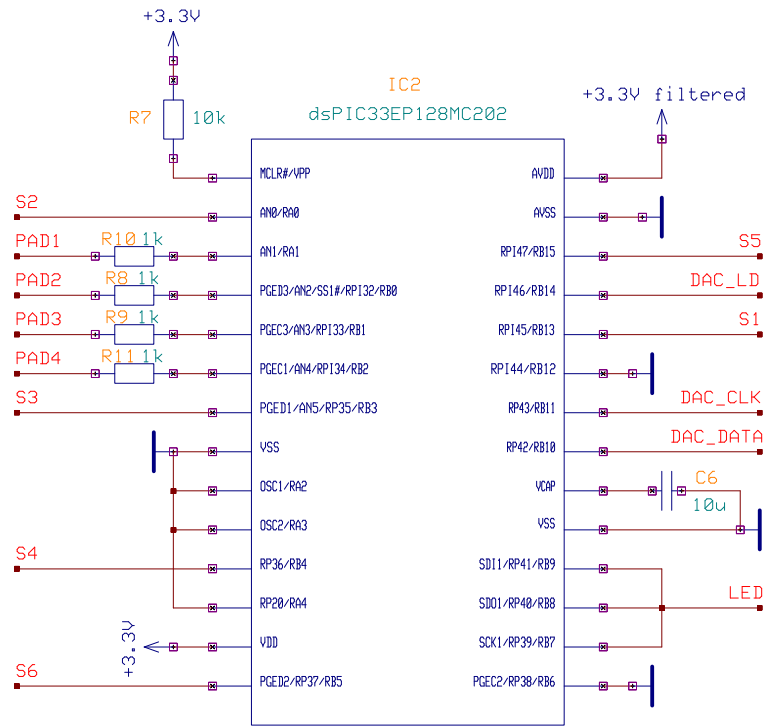 +3.3V
IC2
dsPIC33EP128MC202
+3.3V filtered
R7 10k
MCLR#/VPP AVDD
S2 AN0/RA0 AVSS
PAD1 R10 1k AN1/RA1 RPI47/RB15 S5
PAD2 R8 1k PGED3/AN2/SS1#/RPI32/RB0 RPI46/RB14 DAC_LD
PAD3 R9 1k PGEC3/AN3/RPI33/RB1 RPI45/RB13 S1
PAD4 R11 1k PGEC1/AN4/RPI34/RB2 RPI44/RB12
S3 PGED1/AN5/RP35/RB3 RP43/RB11 DAC_CLK
VSS RP42/RB10 DAC_DATA
OSC1/RA2 VCAP C6
10u
OSC2/RA3 VSS
S4 RP36/RB4 SDI1/RP41/RB9
RP20/RA4 SDO1/RP40/RB8 LED
+3.3V VDD SCK1/RP39/RB7
S6 PGED2/RP37/RB5 PGEC2/RP38/RB6